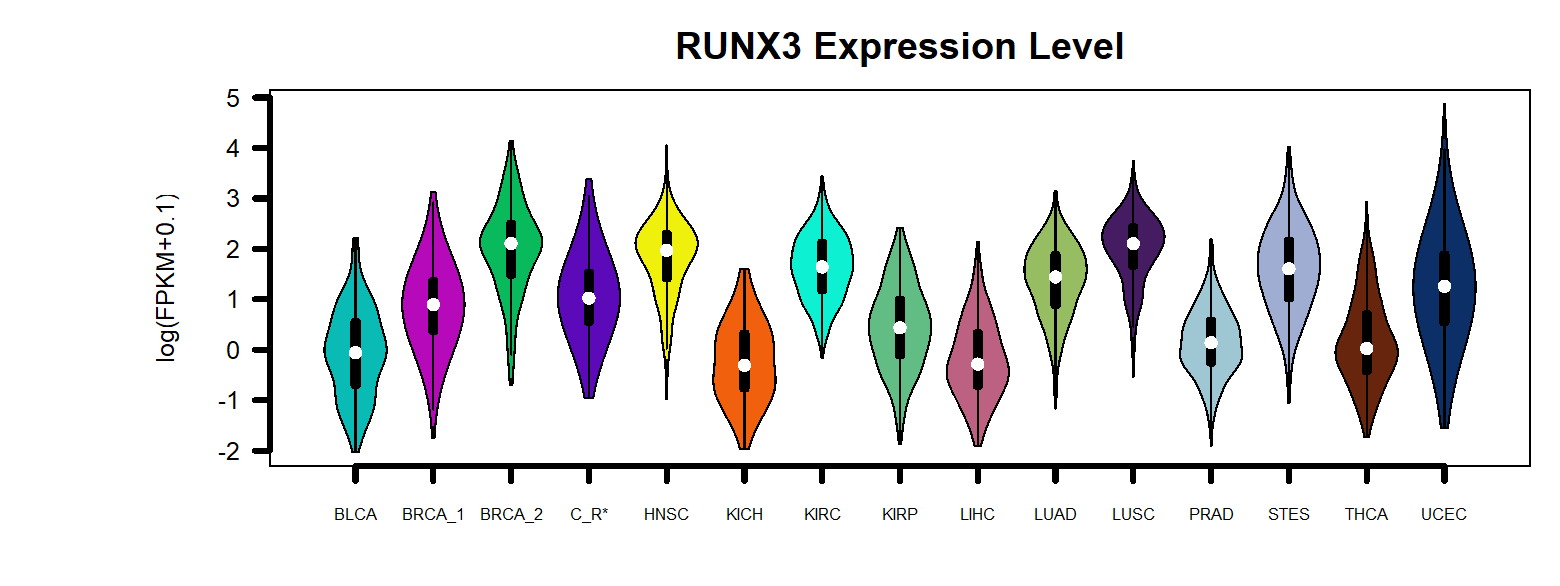 RUNX3 Expression Level
log(FPKM+0.1)
5
4
3
2
1
0
-1
-2
BLCA BRCA_1 BRCA_2 C_R* HNSC KICH KIRC KIRP LIHC LUAD LUSC PRAD STES THCA UCEC